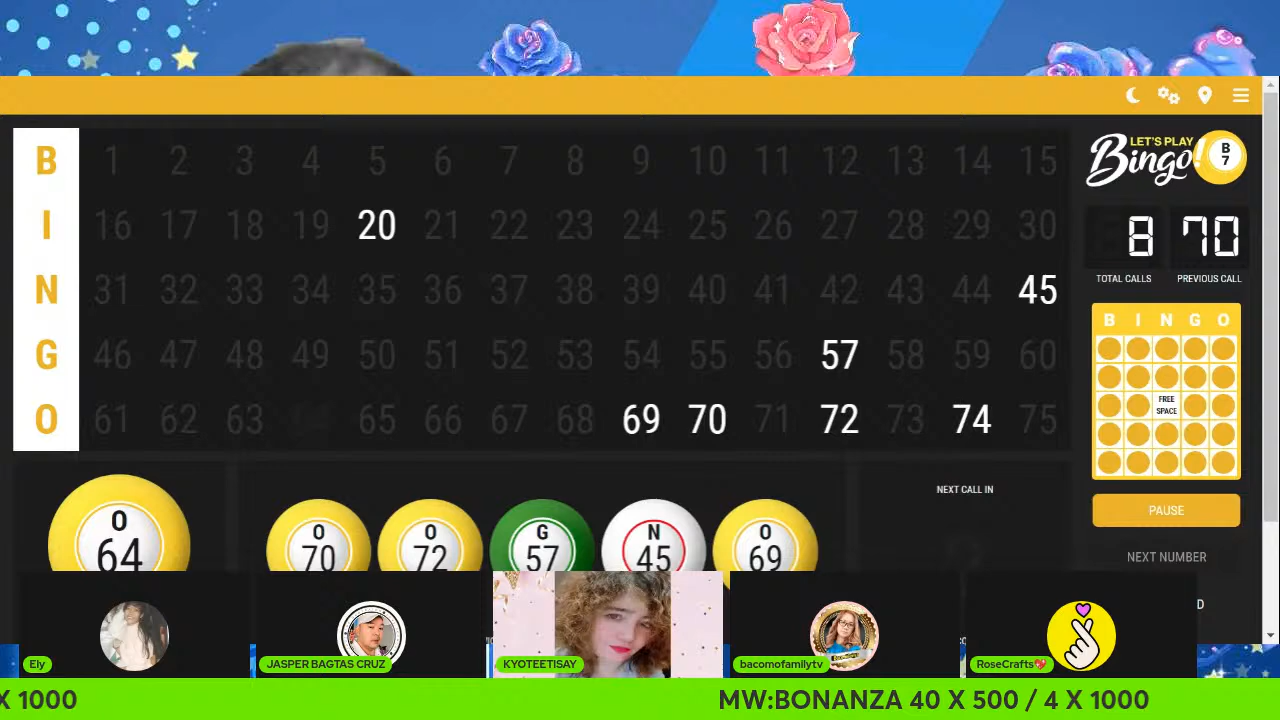 B 1 2 3 4 5 6 7 8 9 10 11 12 13 14 15
I 16 17 18 19 20 21 22 23 24 25 26 27 28 29 30
N 31 32 33 34 35 36 37 38 39 40 41 42 43 44 45
G 46 47 48 49 50 51 52 53 54 55 56 57 58 59 60
O 61 62 63 65 66 67 68 69 70 71 72 73 74 75
LET'S PLAY
Bingo!
B
7
8 70
TOTAL CALLS PREVIOUS CALL
B I N G O
FREE
SPACE
PAUSE
NEXT NUMBER
NEXT CALL IN
O
64
O
70
O
72
G
57
N
45
O
69
D
Ely
JASPER BAGTAS CRUZ
KYOTEETISAY
bacomofamilytv
RoseCrafts💖
X 1000
MW:BONANZA 40 X 500 / 4 X 1000